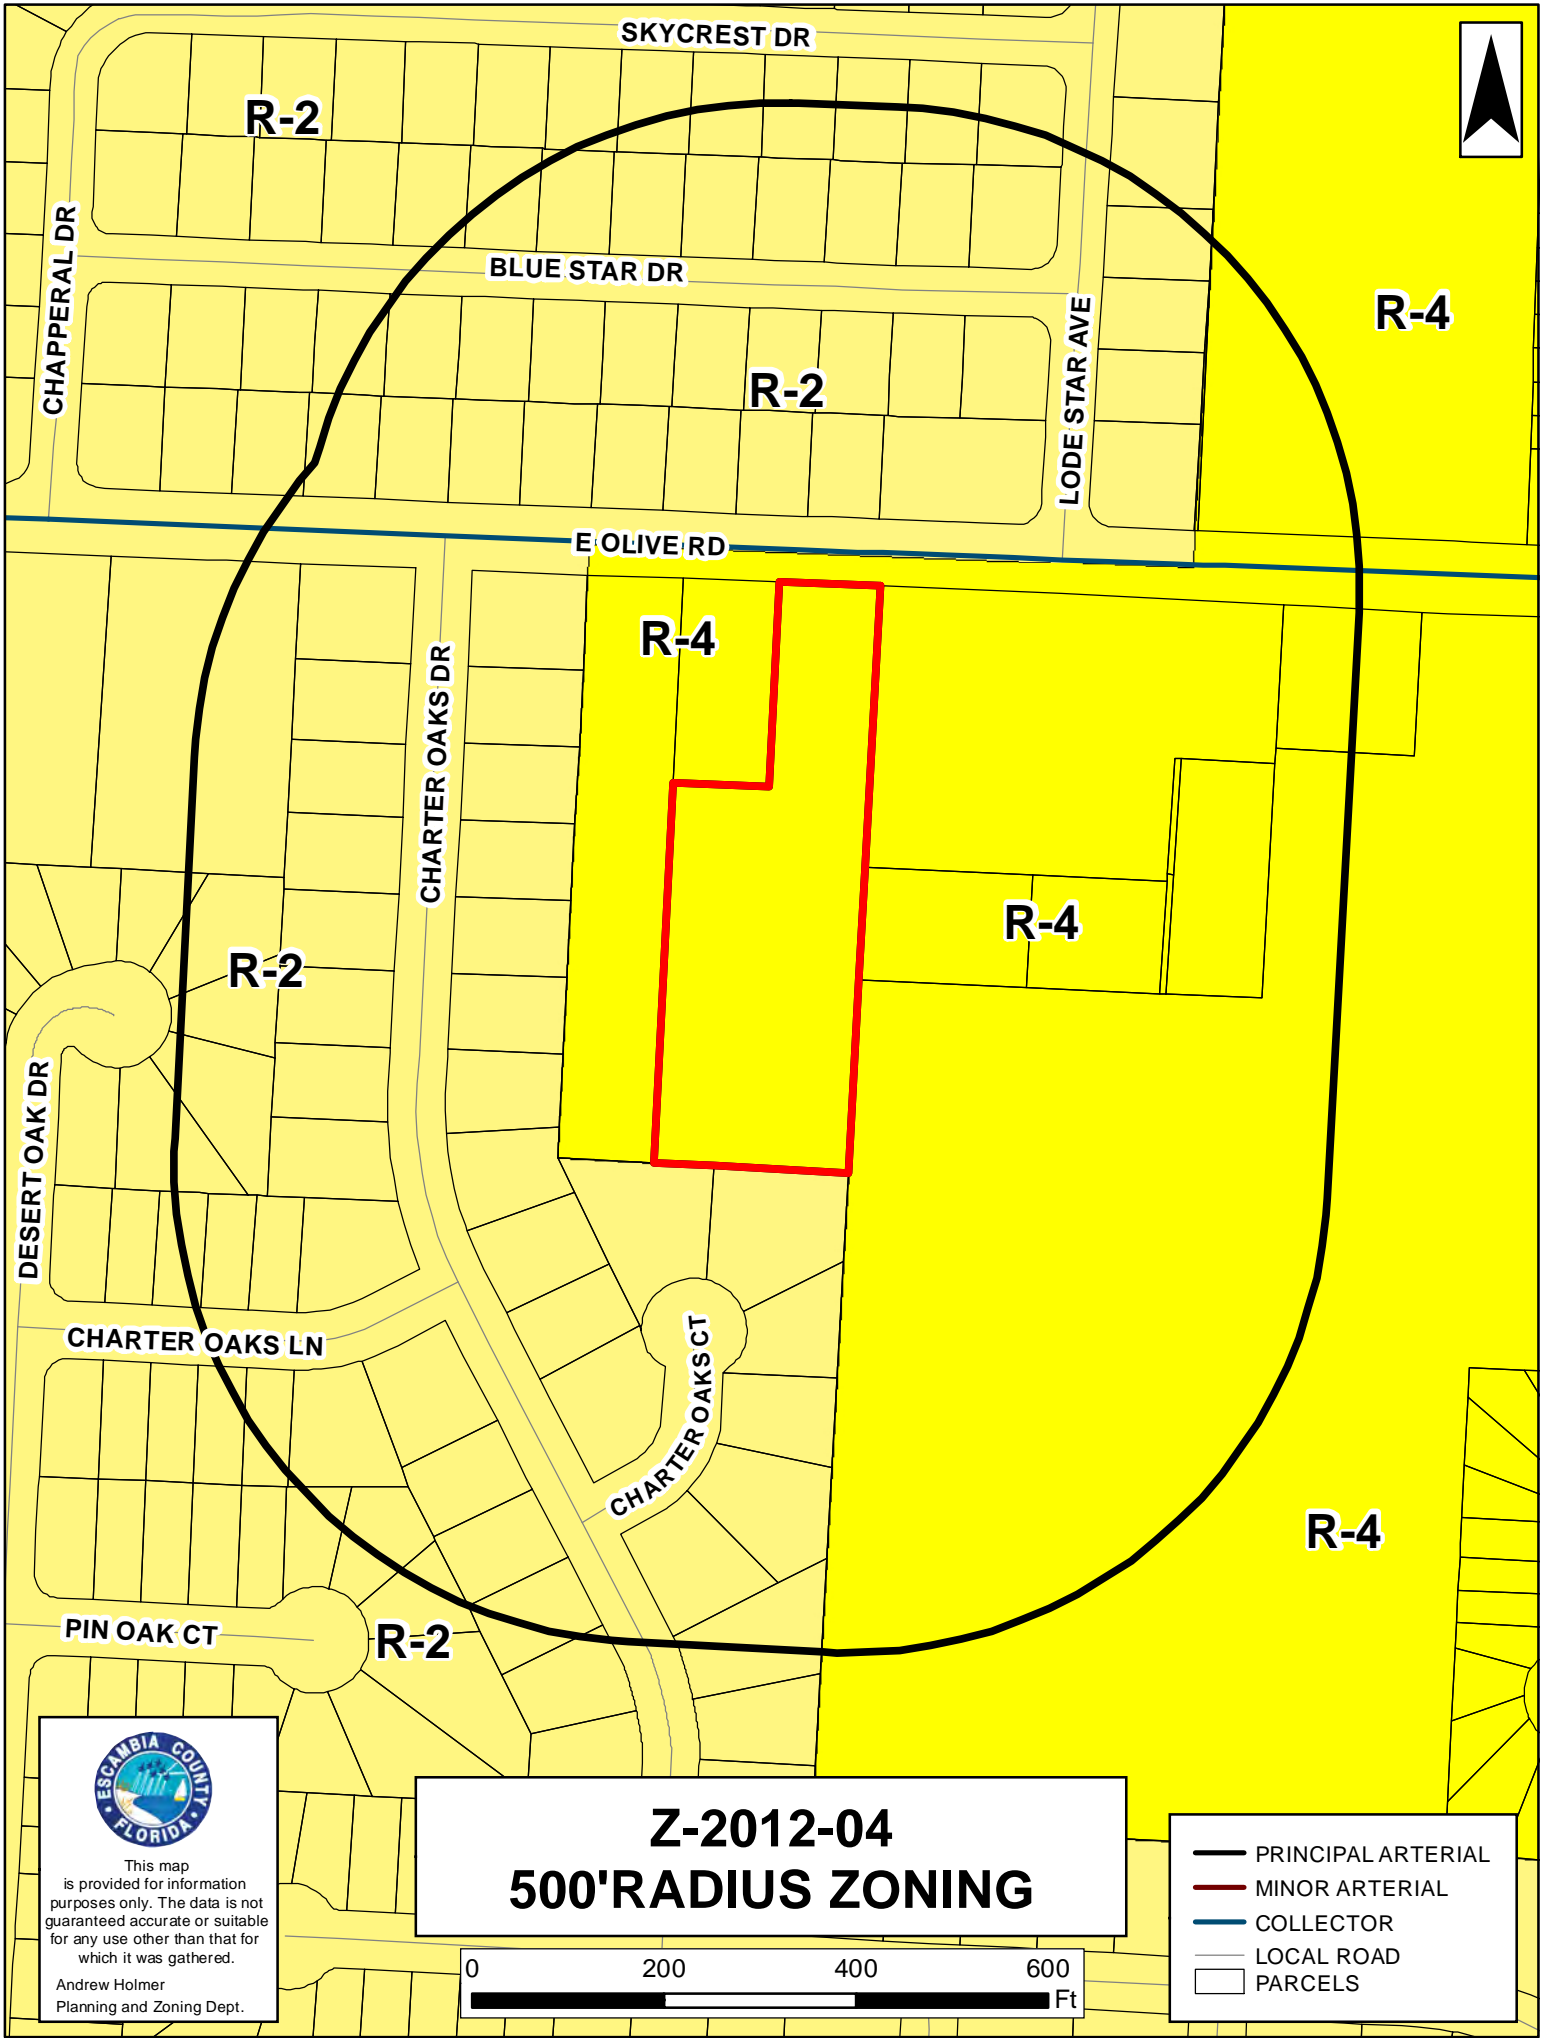 SKYCREST DR
R-2
CHAPPERAL DR
BLUE STAR DR
R-4
LODE STAR AVE
R-2
E OLIVE RD
R-4
CHARTER OAKS DR
R-4
R-2
DESERT OAK DR
CHARTER OAKS LN
CHARTER OAKS CT
R-4
PIN OAK CT
R-2
ESCAMBIA COUNTY
FLORIDA
This map
is provided for information
purposes only. The data is not
guaranteed accurate or suitable
for any use other than that for
which it was gathered.
Andrew Holmer
Planning and Zoning Dept.
Z-2012-04
500'RADIUS ZONING
0 200 400 600
Ft
PRINCIPAL ARTERIAL
MINOR ARTERIAL
COLLECTOR
LOCAL ROAD
PARCELS